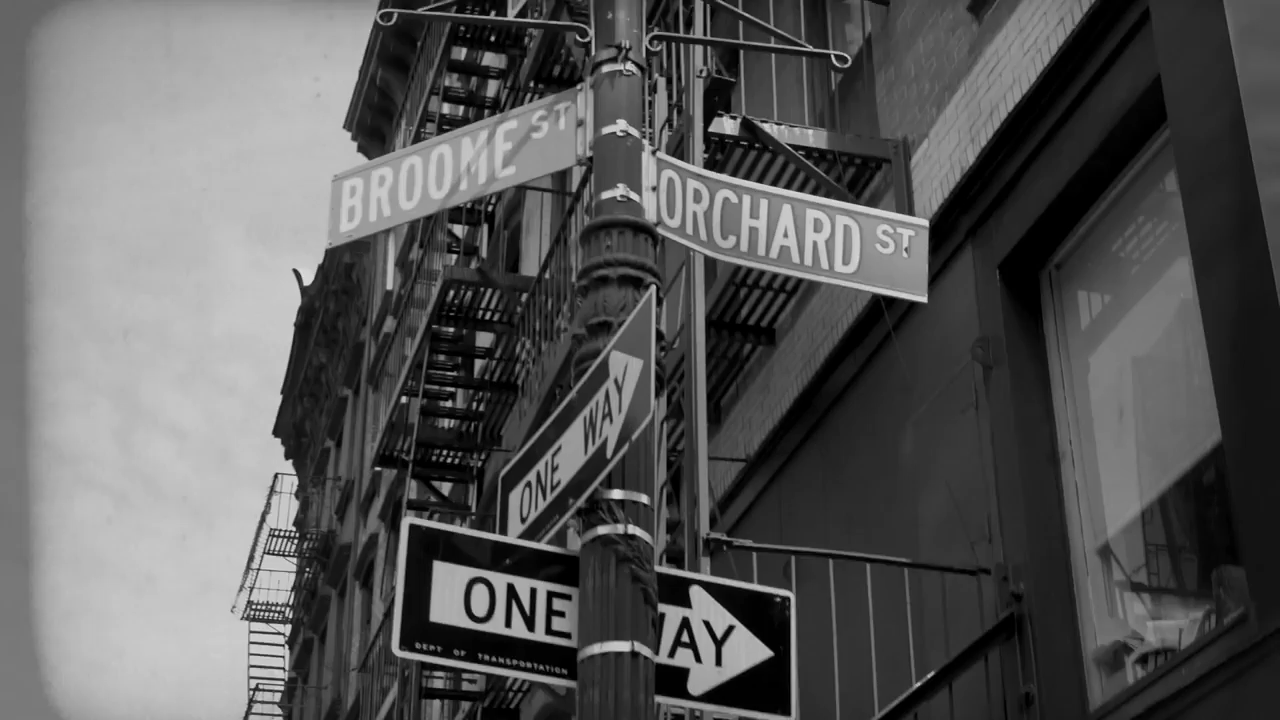 BROOME ST
ORCHARD ST
ONE WAY
ONE WAY
DEPT OF TRANSPORTATION